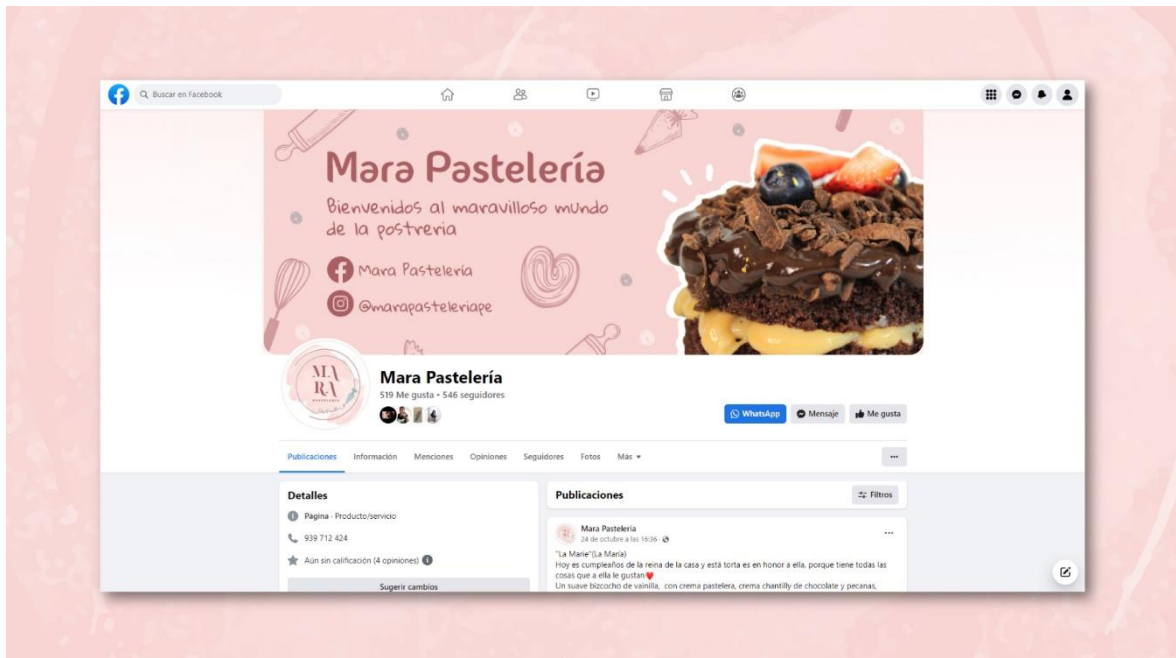 Buscar en Facebook
Mara Pastelería
Bienvenidos al maravilloso mundo
de la postreria
Mara Pastelería
@marapasteleriape
MA
RA
PASTELERÍA
Mara Pastelería
519 Me gusta • 546 seguidores
WhatsApp
Mensaje
Me gusta
Publicaciones Información Menciones Opiniones Seguidores Fotos Más
Detalles
Página · Producto/servicio
939 712 424
Aún sin calificación (4 opiniones)
Sugerir cambios
Publicaciones
Filtros
Mara Pastelería
24 de octubre a las 16:36 ·
"La Marie"(La María)
Hoy es cumpleaños de la reina de la casa y está torta es en honor a ella, porque tiene todas las
cosas que a ella le gustan
Un suave bizcocho de vainilla, con crema pastelera, crema chantilly de chocolate y pecanas,